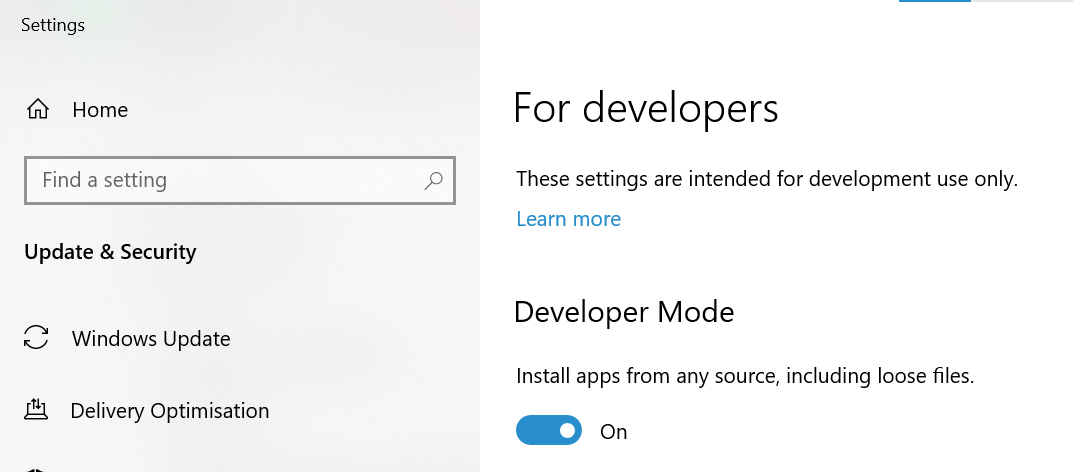 Settings
Home
Find a setting
Update & Security
Windows Update
Delivery Optimisation
For developers
These settings are intended for development use only.
Learn more
Developer Mode
Install apps from any source, including loose files.
On